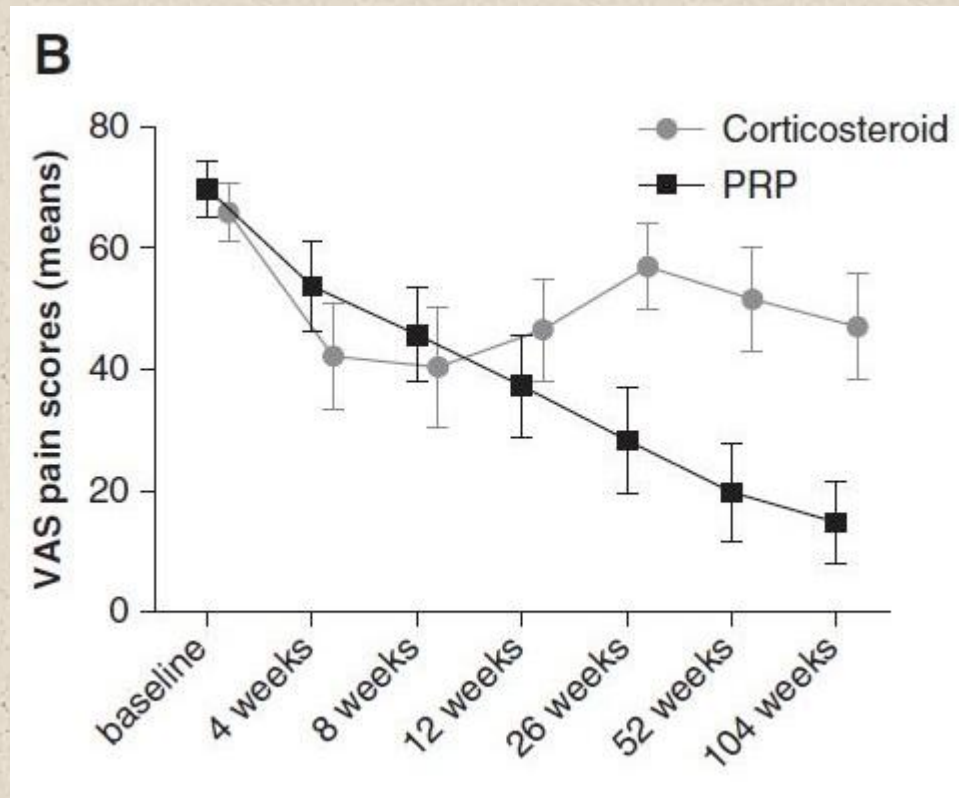 B
Corticosteroid
PRP
VAS pain scores (means)
80
60
40
20
0
baseline
4 weeks
8 weeks
12 weeks
26 weeks
52 weeks
104 weeks